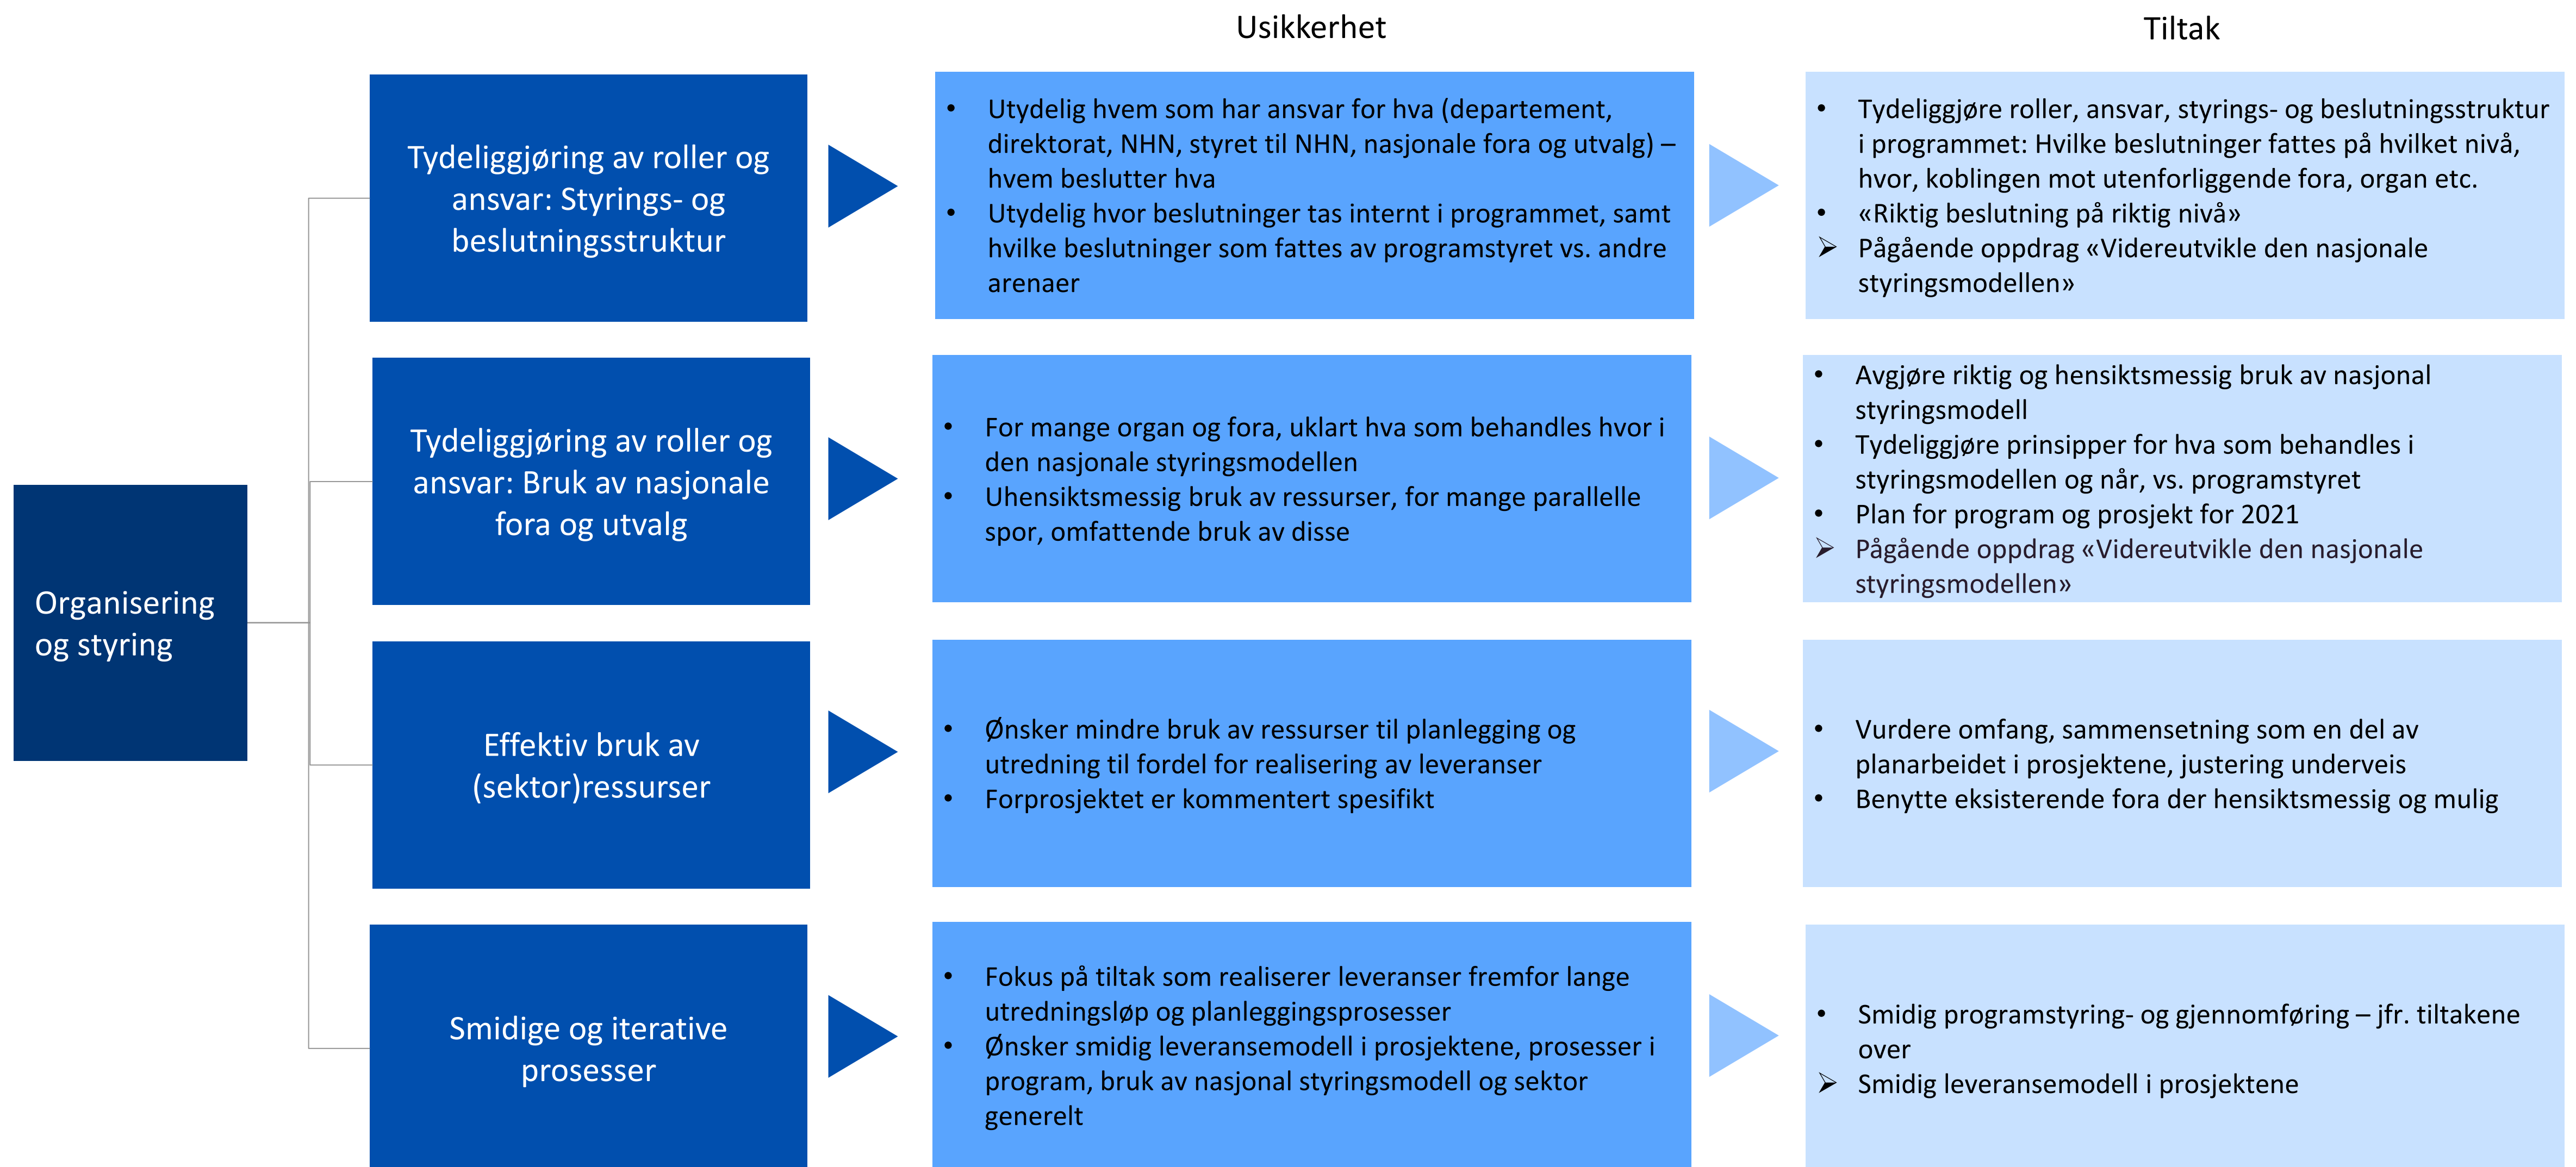 Usikkerhet
Tiltak
Organisering
og styring
Tydeliggjøring av roller og
ansvar: Styrings- og
beslutningsstruktur
• Utydelig hvem som har ansvar for hva (departement,
direktorat, NHN, styret til NHN, nasjonale fora og utvalg) –
hvem beslutter hva
• Utydelig hvor beslutninger tas internt i programmet, samt
hvilke beslutninger som fattes av programstyret vs. andre
arenaer
• Tydeliggjøre roller, ansvar, styrings- og beslutningsstruktur
i programmet: Hvilke beslutninger fattes på hvilket nivå,
hvor, koblingen mot utenforliggende fora, organ etc.
• «Riktig beslutning på riktig nivå»
➢ Pågående oppdrag «Videreutvikle den nasjonale
styringsmodellen»
Tydeliggjøring av roller og
ansvar: Bruk av nasjonale
fora og utvalg
• For mange organ og fora, uklart hva som behandles hvor i
den nasjonale styringsmodellen
• Uhensiktsmessig bruk av ressurser, for mange parallelle
spor, omfattende bruk av disse
• Avgjøre riktig og hensiktsmessig bruk av nasjonal
styringsmodell
• Tydeliggjøre prinsipper for hva som behandles i
styringsmodellen og når, vs. programstyret
• Plan for program og prosjekt for 2021
➢ Pågående oppdrag «Videreutvikle den nasjonale
styringsmodellen»
Effektiv bruk av
(sektor)ressurser
• Ønsker mindre bruk av ressurser til planlegging og
utredning til fordel for realisering av leveranser
• Forprosjektet er kommentert spesifikt
• Vurdere omfang, sammensetning som en del av
planarbeidet i prosjektene, justering underveis
• Benytte eksisterende fora der hensiktsmessig og mulig
Smidige og iterative
prosesser
• Fokus på tiltak som realiserer leveranser fremfor lange
utredningsløp og planleggingsprosesser
• Ønsker smidig leveransemodell i prosjektene, prosesser i
program, bruk av nasjonal styringsmodell og sektor
generelt
• Smidig programstyring- og gjennomføring – jfr. tiltakene
over
➢ Smidig leveransemodell i prosjektene